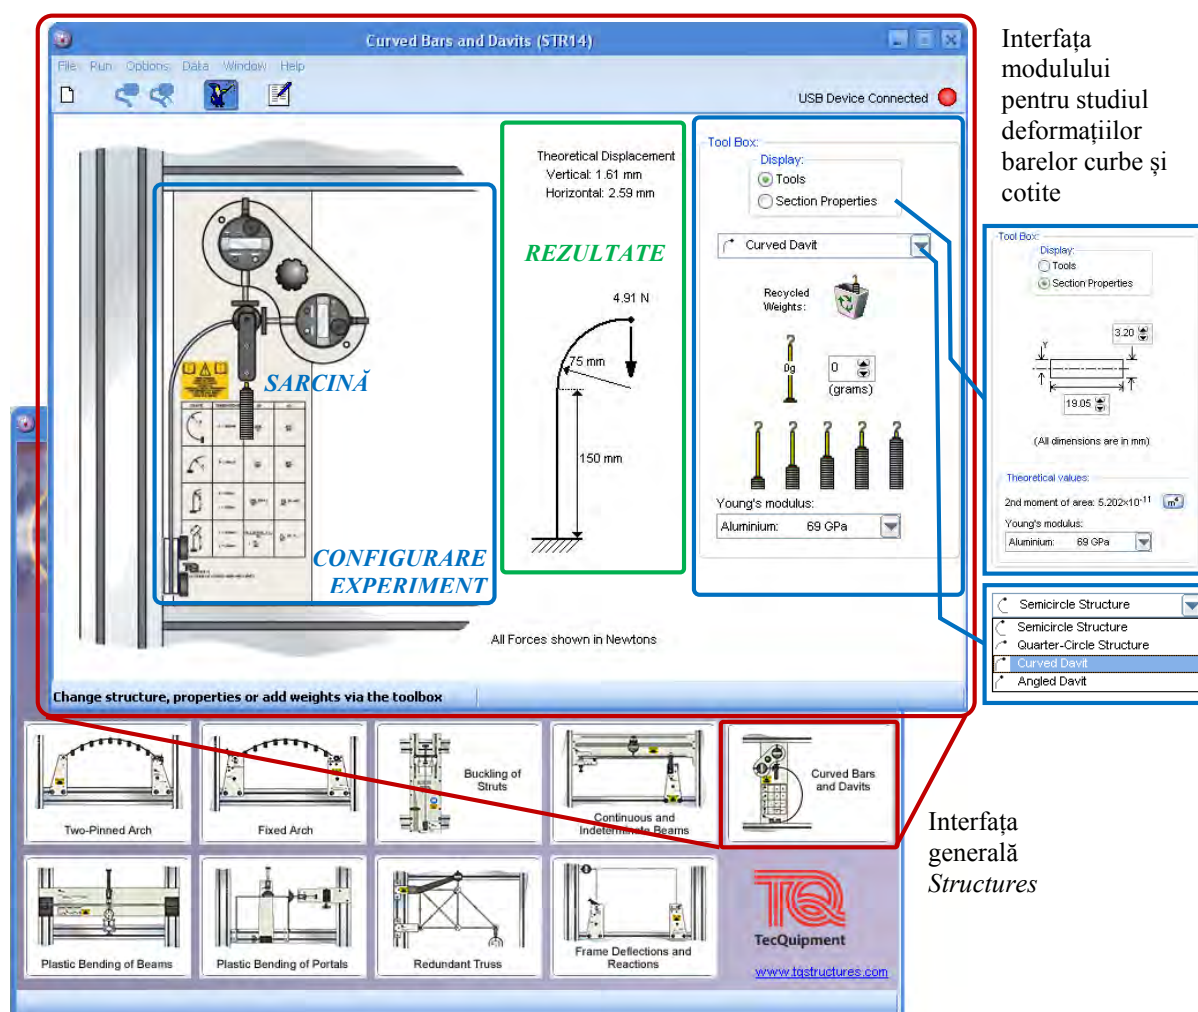 Curved Bars and Davits (STR14)
File Run Options Data Window Help
USB Device Connected
Interfața
modulului
pentru studiul
deformațiilor
barelor curbe și
cotite
Theoretical Displacement
Vertical: 1.61 mm
Horizontal: 2.59 mm
REZULTATE
4.91 N
75 mm
150 mm
SARCINĂ
CONFIGURARE
EXPERIMENT
All Forces shown in Newtons
Tool Box:
Display:
Tools
Section Properties
Curved Davit
Recycled
Weights:
0g
0
(grams)
Young's modulus:
Aluminium: 69 GPa
Tool Box:
Display:
Tools
Section Properties
3.20
Y
19.05
(All dimensions are in mm)
Theoretical values:
2nd moment of area: 5.202×10⁻¹¹ m⁴
Young's modulus:
Aluminium: 69 GPa
Semicircle Structure
Semicircle Structure
Quarter-Circle Structure
Curved Davit
Angled Davit
Change structure, properties or add weights via the toolbox
Two-Pinned Arch
Fixed Arch
Buckling of
Struts
Continuous and
Indeterminate Beams
Curved Bars
and Davits
Interfața
generală
Structures
Plastic Bending of Beams
Plastic Bending of Portals
Redundant Truss
Frame Deflections and
Reactions
TQ
TecQuipment
www.tqstructures.com